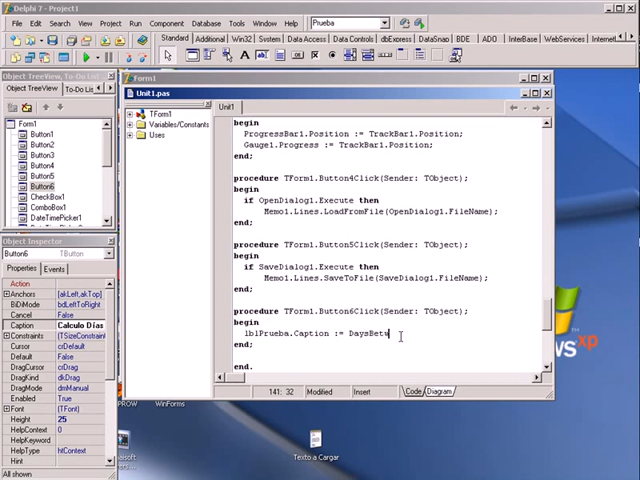 Delphi 7 - Project1
File Edit Search View Project Run Component Database Tools Window Help
Prueba
Standard Additional Win32 System Data Access Data Controls dbExpress DataSnap BDE ADO InterBase WebServices
Object TreeView, To-Do Lis
Object TreeView To-Do Lis
Form1
Button1
Button2
Button3
Button4
Button5
Button6
CheckBox1
ComboBox1
DateTimePicker1
Object Inspector
Button6 TButton
Properties Events
Action
Anchors [akLeft,akTop]
BiDiMode bdLeftToRight
Cancel False
Caption Calculo Días
Constraints (TSizeConstraint
Cursor crDefault
Default False
DragCursor crDrag
DragKind dkDrag
DragMode dmManual
Enabled True
Font (TFont)
Height 25
HelpContext 0
HelpKeyword
HelpType htContext
Hint
All shown
Form1
Unit1.pas
TForm1
Variables/Constants
Uses
Unit1
begin
ProgressBar1.Position := TrackBar1.Position;
Gauge1.Progress := TrackBar1.Position;
end;
procedure TForm1.Button4Click(Sender: TObject);
begin
if OpenDialog1.Execute then
Memo1.Lines.LoadFromFile(OpenDialog1.FileName);
end;
procedure TForm1.Button5Click(Sender: TObject);
begin
if SaveDialog1.Execute then
Memo1.Lines.SaveToFile(SaveDialog1.FileName);
end;
procedure TForm1.Button6Click(Sender: TObject);
begin
lblPrueba.Caption := DaysBetw
end;
end.
141: 32 Modified Insert Code Diagram
PROW WinForms
Texto a Cargar
xp